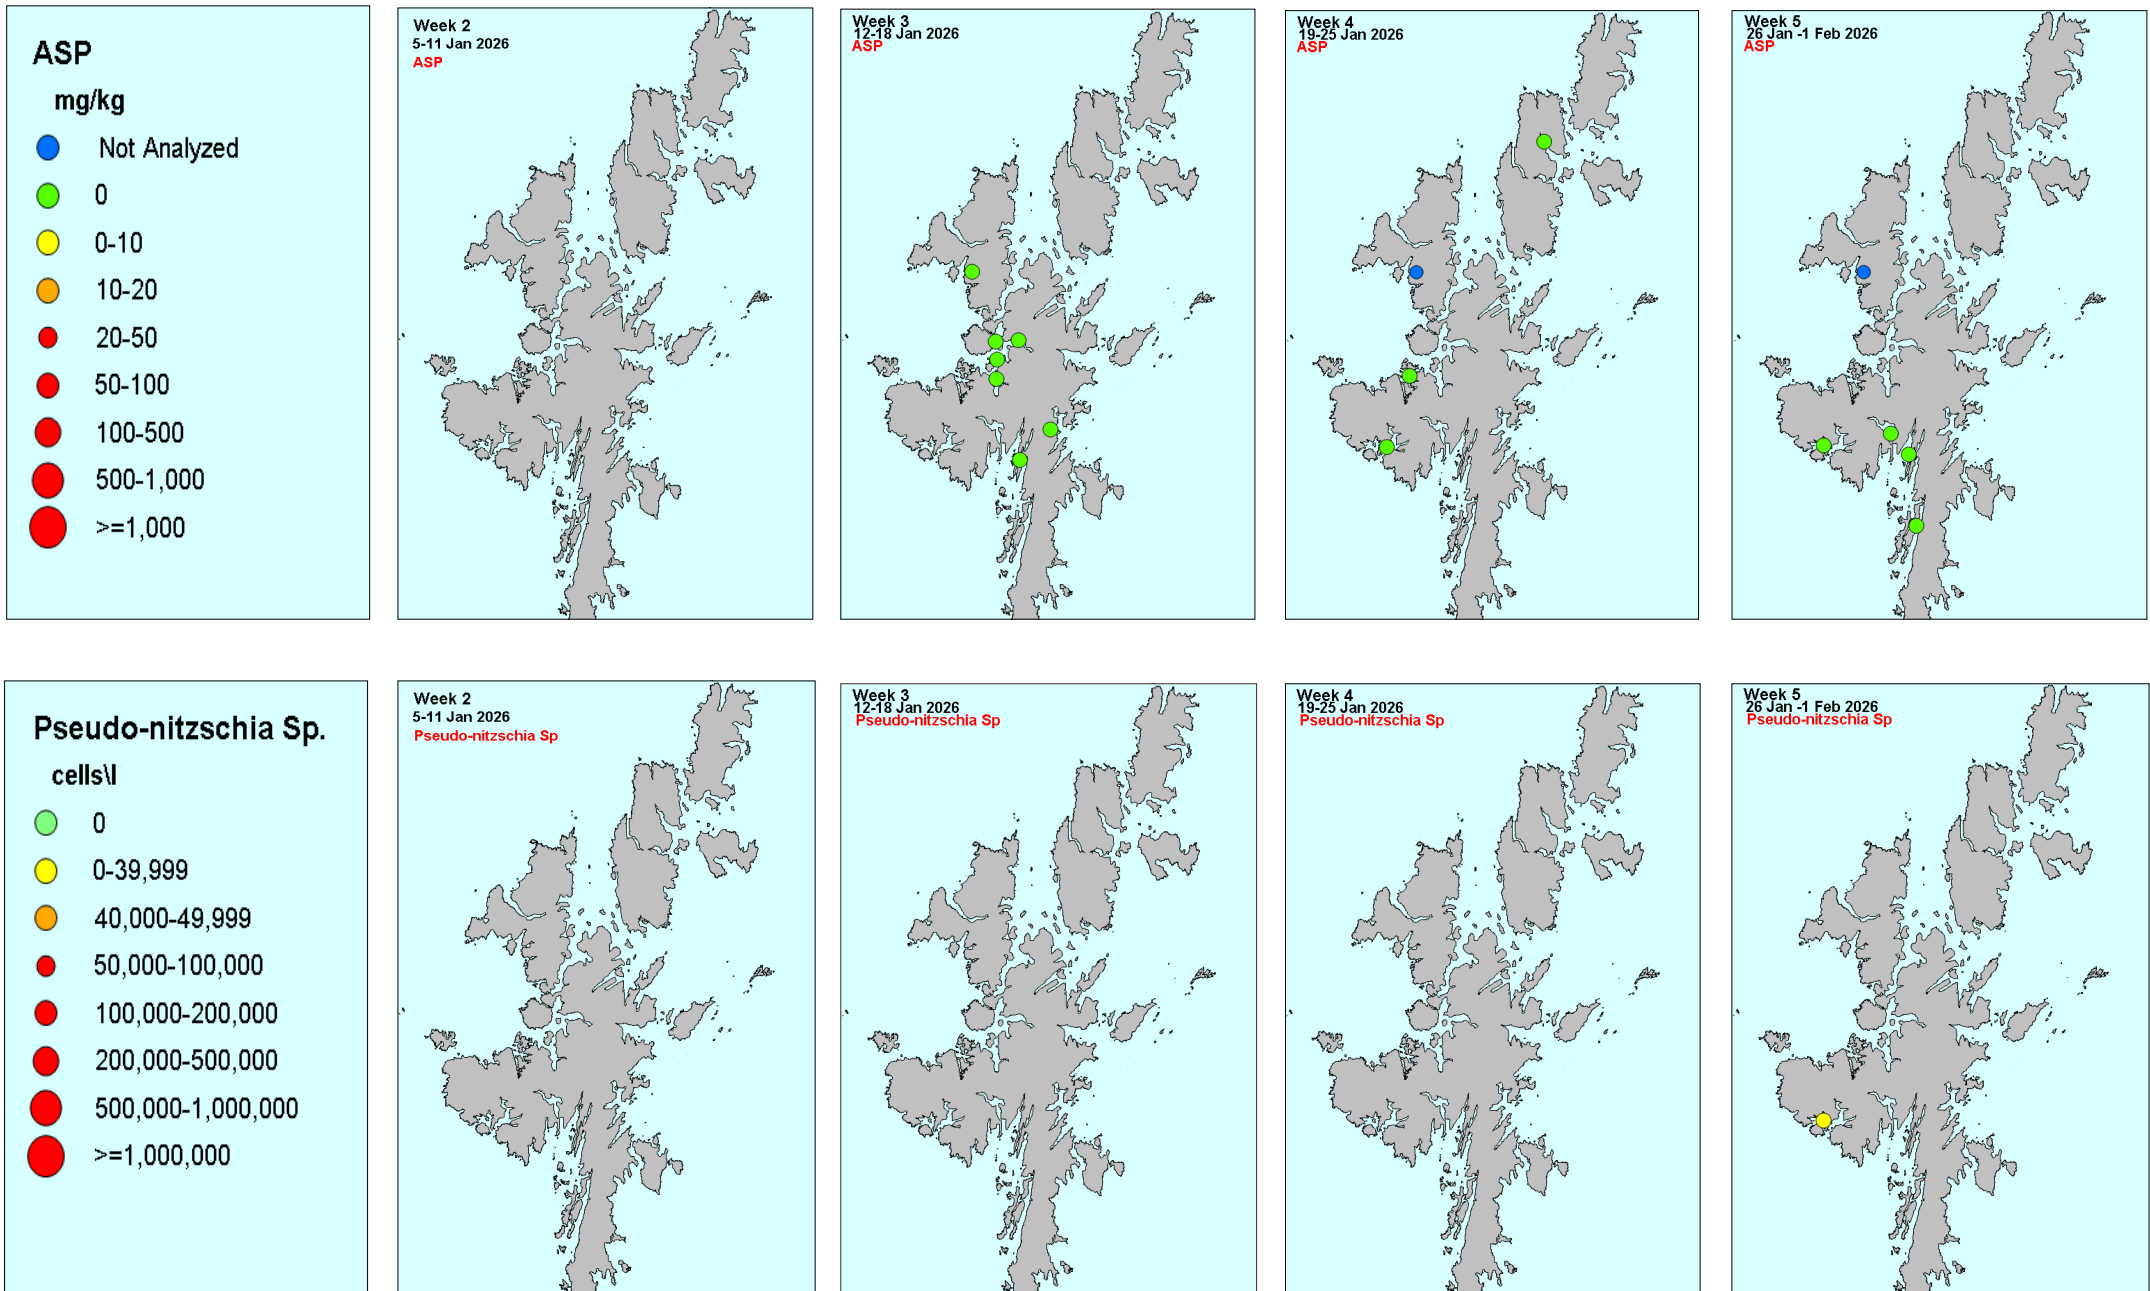 ASP
mg/kg
Not Analyzed
0
0-10
10-20
20-50
50-100
100-500
500-1,000
>=1,000
Week 2
5-11 Jan 2026
ASP
Week 3
12-18 Jan 2026
ASP
Week 4
19-25 Jan 2026
ASP
Week 5
26 Jan -1 Feb 2026
ASP
Pseudo-nitzschia Sp.
cells\l
0
0-39,999
40,000-49,999
50,000-100,000
100,000-200,000
200,000-500,000
500,000-1,000,000
>=1,000,000
Week 2
5-11 Jan 2026
Pseudo-nitzschia Sp
Week 3
12-18 Jan 2026
Pseudo-nitzschia Sp
Week 4
19-25 Jan 2026
Pseudo-nitzschia Sp
Week 5
26 Jan -1 Feb 2026
Pseudo-nitzschia Sp